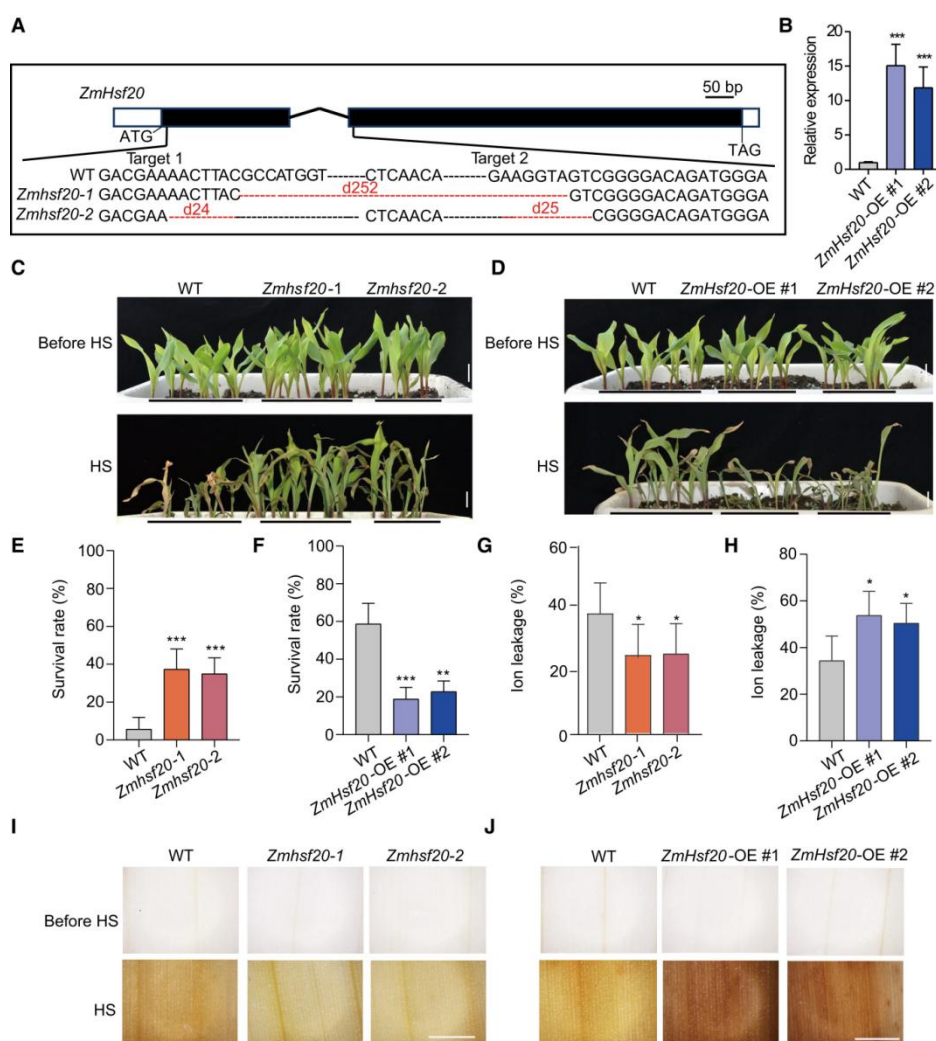 A
ZmHsf20
50 bp
ATG
TAG
Target 1 Target 2
WT GACGAAAACTTACGCCATGGT-------CTCAACA-------GAAGGTAGTCGGGGACAGATGGGA
d252
Zmhsf20-1 GACGAAAACTTAC-------GTCGGGGACAGATGGGA
d24 d25
Zmhsf20-2 GACGAA-------CTCAACA-------CGGGGACAGATGGGA
B
Relative expression
20
15
10
5
0
***
***
WT
ZmHsf20-OE #1
ZmHsf20-OE #2
C
WT Zmhsf20-1 Zmhsf20-2
Before HS
HS
D
WT ZmHsf20-OE #1 ZmHsf20-OE #2
Before HS
HS
E
Survival rate (%)
100
80
60
40
20
0
***
***
WT
Zmhsf20-1
Zmhsf20-2
F
Survival rate (%)
100
80
60
40
20
0
***
**
WT
ZmHsf20-OE #1
ZmHsf20-OE #2
G
Ion leakage (%)
60
40
20
0
*
*
WT
Zmhsf20-1
Zmhsf20-2
H
Ion leakage (%)
80
60
40
20
0
*
*
WT
ZmHsf20-OE #1
ZmHsf20-OE #2
I
WT Zmhsf20-1 Zmhsf20-2
Before HS
HS
J
WT ZmHsf20-OE #1 ZmHsf20-OE #2